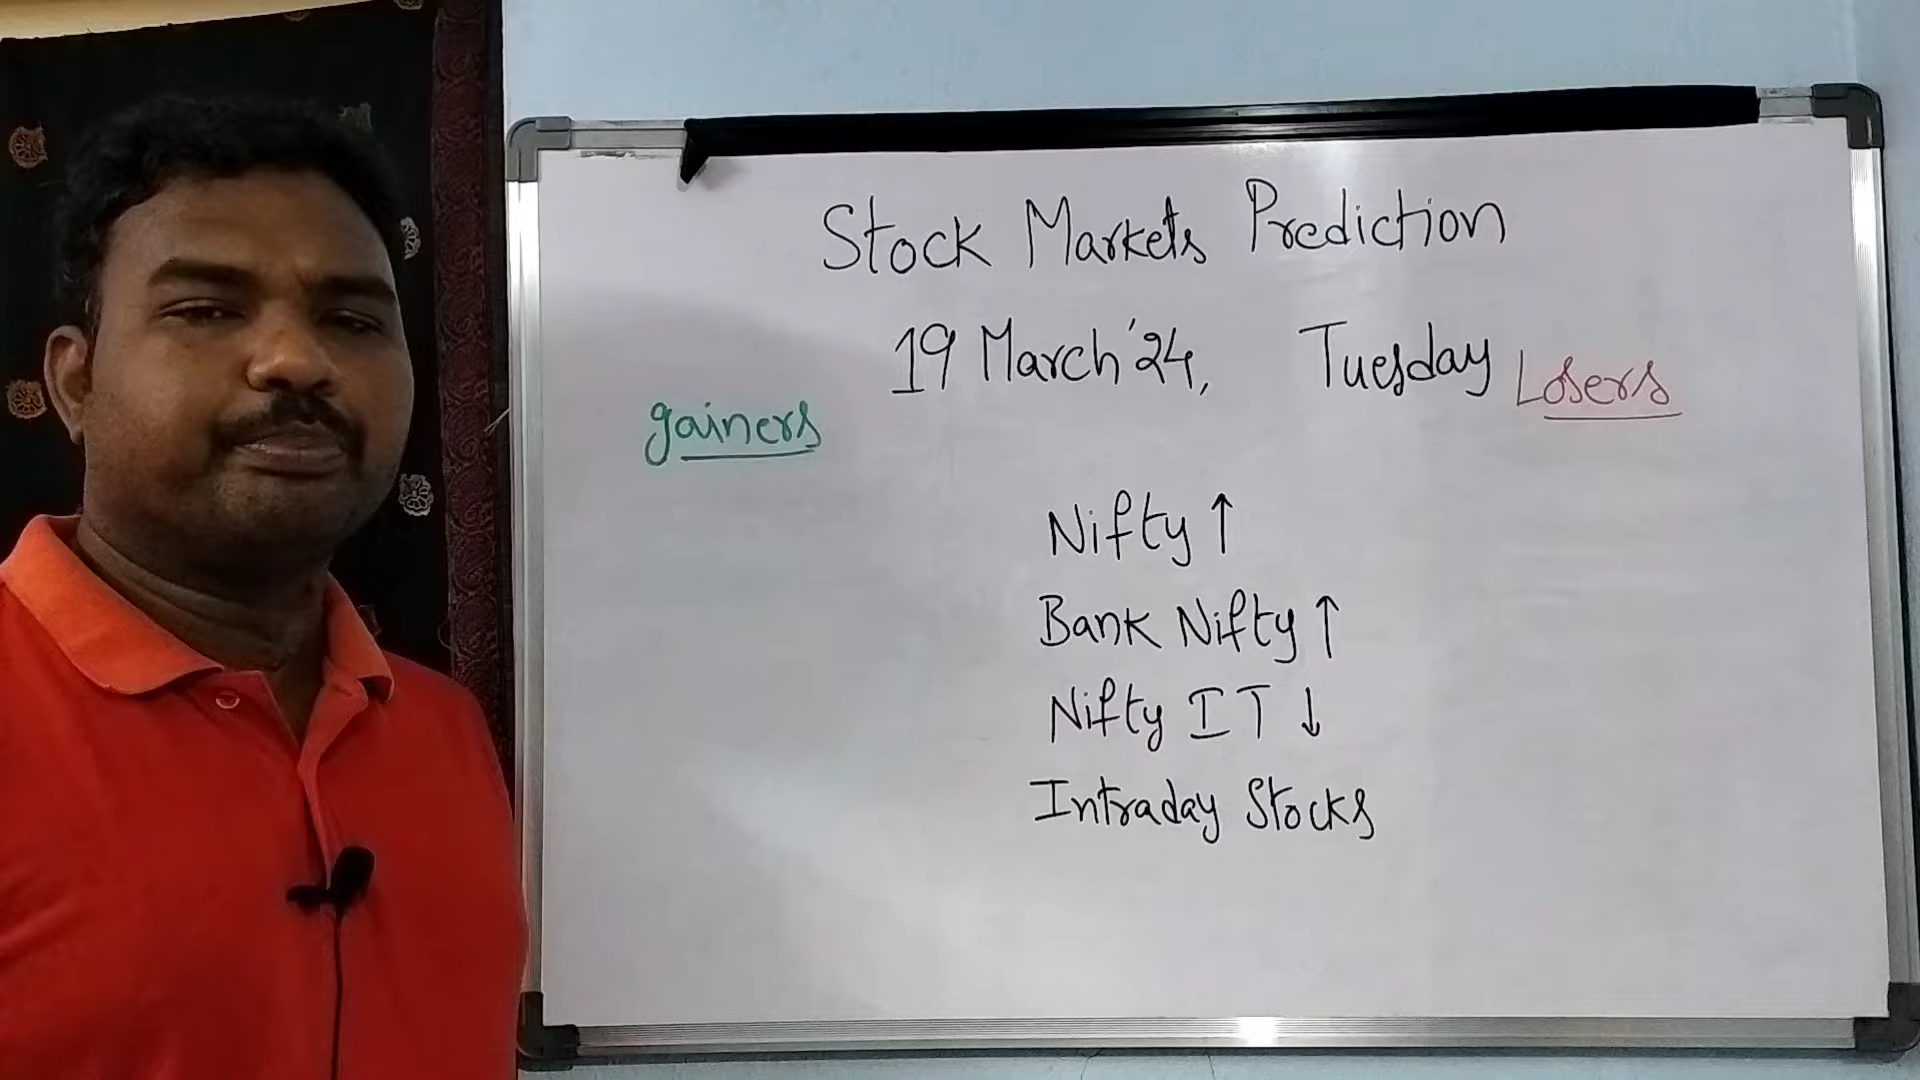 Stock Markets Prediction
19 March'24, Tuesday
gainers
Losers
Nifty ↑
Bank Nifty ↑
Nifty IT ↓
Intraday Stocks